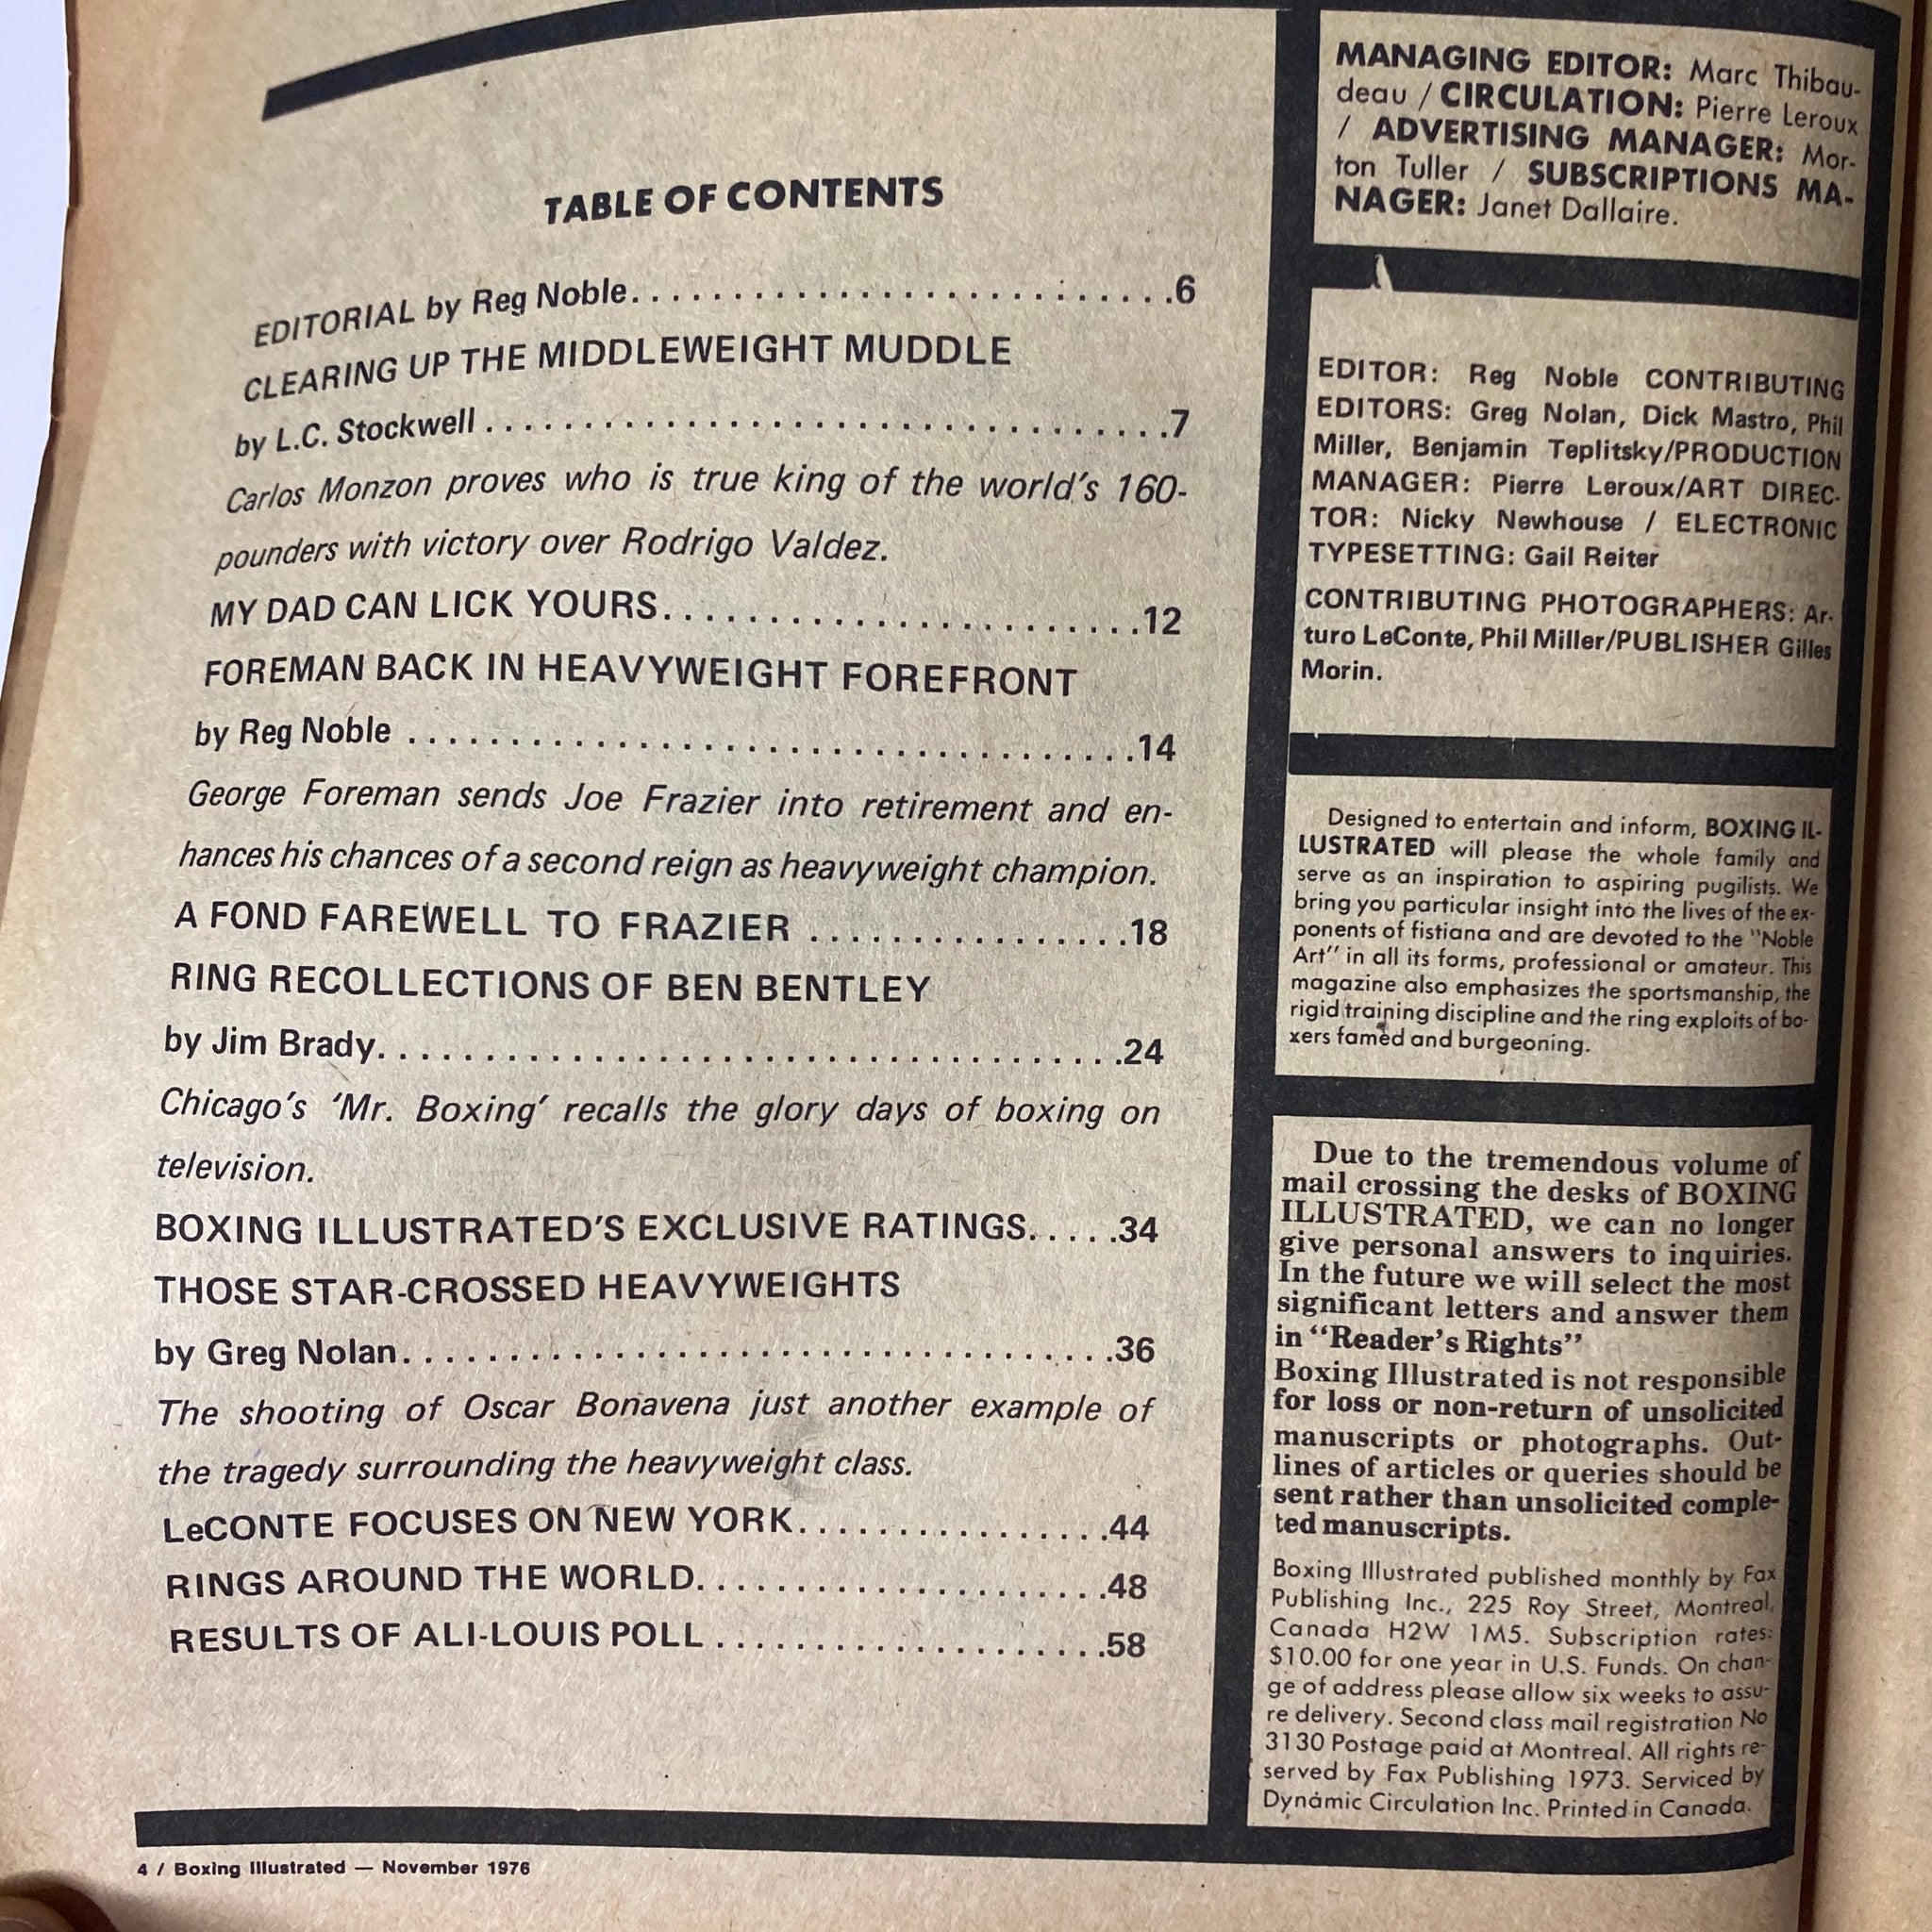 TABLE OF CONTENTS
EDITORIAL by Reg Noble. . . . . . . . . . . . . . . . . . . . . . . . . . . .6
CLEARING UP THE MIDDLEWEIGHT MUDDLE
by L.C. Stockwell . . . . . . . . . . . . . . . . . . . . . . . . . . . . . . . . . . .7
Carlos Monzon proves who is true king of the world's 160-
pounders with victory over Rodrigo Valdez.
MY DAD CAN LICK YOURS. . . . . . . . . . . . . . . . . . . . . . . .12
FOREMAN BACK IN HEAVYWEIGHT FOREFRONT
by Reg Noble . . . . . . . . . . . . . . . . . . . . . . . . . . . . . . . . . . . .14
George Foreman sends Joe Frazier into retirement and en-
hances his chances of a second reign as heavyweight champion.
A FOND FAREWELL TO FRAZIER . . . . . . . . . . . . . . . .18
RING RECOLLECTIONS OF BEN BENTLEY
by Jim Brady. . . . . . . . . . . . . . . . . . . . . . . . . . . . . . . . . . . . .24
Chicago's 'Mr. Boxing' recalls the glory days of boxing on
television.
BOXING ILLUSTRATED'S EXCLUSIVE RATINGS. . . . .34
THOSE STAR-CROSSED HEAVYWEIGHTS
by Greg Nolan. . . . . . . . . . . . . . . . . . . . . . . . . . . . . . . . . . .36
The shooting of Oscar Bonavena just another example of
the tragedy surrounding the heavyweight class.
LeCONTE FOCUSES ON NEW YORK. . . . . . . . . . . . . . . .44
RINGS AROUND THE WORLD. . . . . . . . . . . . . . . . . . . . .48
RESULTS OF ALI-LOUIS POLL . . . . . . . . . . . . . . . . . . . .58
4 / Boxing Illustrated — November 1976
MANAGING EDITOR: Marc Thibau-
deau / CIRCULATION: Pierre Leroux
/ ADVERTISING MANAGER: Mor-
ton Tuller / SUBSCRIPTIONS MA-
NAGER: Janet Dallaire.
EDITOR: Reg Noble CONTRIBUTING
EDITORS: Greg Nolan, Dick Mastro, Phil
Miller, Benjamin Teplitsky/PRODUCTION
MANAGER: Pierre Leroux/ART DIREC-
TOR: Nicky Newhouse / ELECTRONIC
TYPESETTING: Gail Reiter
CONTRIBUTING PHOTOGRAPHERS: Ar-
turo LeConte, Phil Miller/PUBLISHER Gilles
Morin.
Designed to entertain and inform, BOXING IL-
LUSTRATED will please the whole family and
serve as an inspiration to aspiring pugilists. We
bring you particular insight into the lives of the ex-
ponents of fistiana and are devoted to the "Noble
Art" in all its forms, professional or amateur. This
magazine also emphasizes the sportsmanship, the
rigid training discipline and the ring exploits of bo-
xers famed and burgeoning.
Due to the tremendous volume of
mail crossing the desks of BOXING
ILLUSTRATED, we can no longer
give personal answers to inquiries.
In the future we will select the most
significant letters and answer them
in "Reader's Rights"
Boxing Illustrated is not responsible
for loss or non-return of unsolicited
manuscripts or photographs. Out-
lines of articles or queries should be
sent rather than unsolicited comple-
ted manuscripts.
Boxing Illustrated published monthly by Fax
Publishing Inc., 225 Roy Street, Montreal,
Canada H2W 1M5. Subscription rates:
$10.00 for one year in U.S. Funds. On chan-
ge of address please allow six weeks to assu-
re delivery. Second class mail registration No
3130 Postage paid at Montreal. All rights re-
served by Fax Publishing 1973. Serviced by
Dynamic Circulation Inc. Printed in Canada.